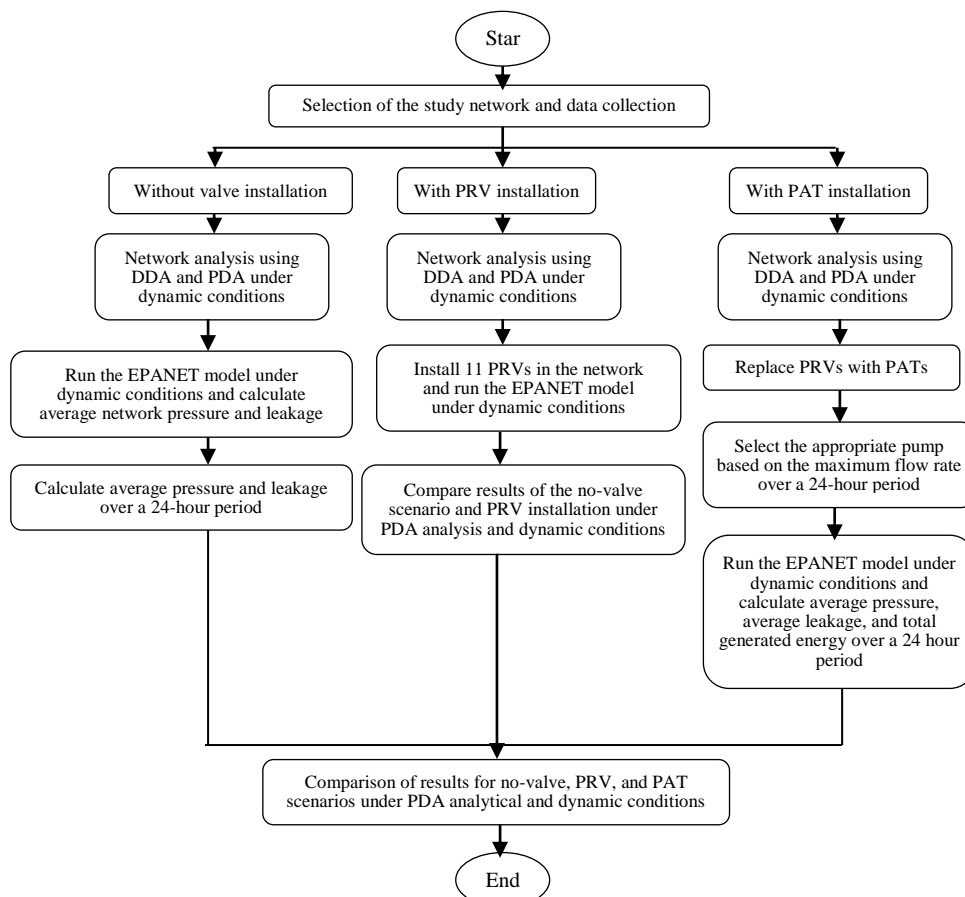 Star
Selection of the study network and data collection
Without valve installation
With PRV installation
With PAT installation
Network analysis using
DDA and PDA under
dynamic conditions
Network analysis using
DDA and PDA under
dynamic conditions
Network analysis using
DDA and PDA under
dynamic conditions
Run the EPANET model under
dynamic conditions and calculate
average network pressure and leakage
Install 11 PRVs in the network
and run the EPANET model
under dynamic conditions
Replace PRVs with PATs
Calculate average pressure and leakage
over a 24-hour period
Compare results of the no-valve
scenario and PRV installation under
PDA analysis and dynamic conditions
Select the appropriate pump
based on the maximum flow rate
over a 24-hour period
Run the EPANET model under
dynamic conditions and
calculate average pressure,
average leakage, and total
generated energy over a 24 hour
period
Comparison of results for no-valve, PRV, and PAT
scenarios under PDA analytical and dynamic conditions
End